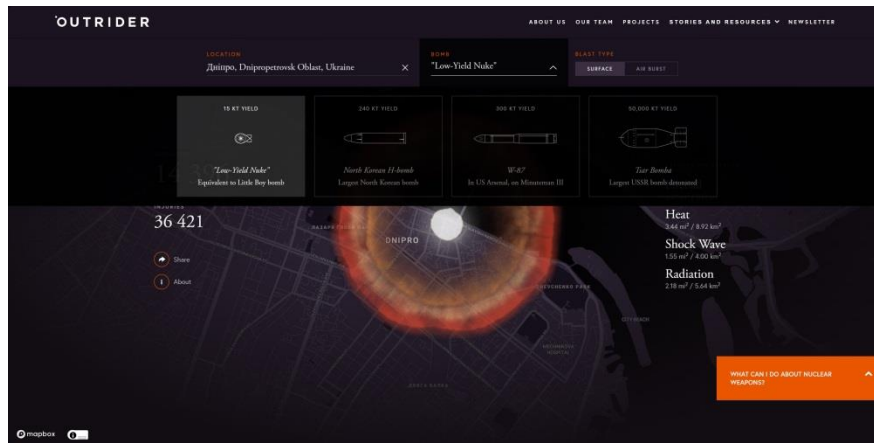 OUTRIDER
ABOUT US OUR TEAM PROJECTS STORIES AND RESOURCES NEWSLETTER
LOCATION
Дніпро, Dnipropetrovsk Oblast, Ukraine
BOMB
"Low-Yield Nuke"
BLAST TYPE
SURFACE AIR BURST
15 KT YIELD
"Low-Yield Nuke"
Equivalent to Little Boy bomb
240 KT YIELD
North Korean H-bomb
Largest North Korean bomb
300 KT YIELD
W-87
In US Arsenal, on Minuteman III
50,000 KT YIELD
Tsar Bomba
Largest USSR bomb detonated
INJURIES
36 421
Share
About
DNIPRO
Heat
3.44 mi² / 8.92 km²
Shock Wave
1.55 mi² / 4.00 km²
Radiation
2.18 mi² / 5.64 km²
WHAT CAN I DO ABOUT NUCLEAR
WEAPONS?
mapbox